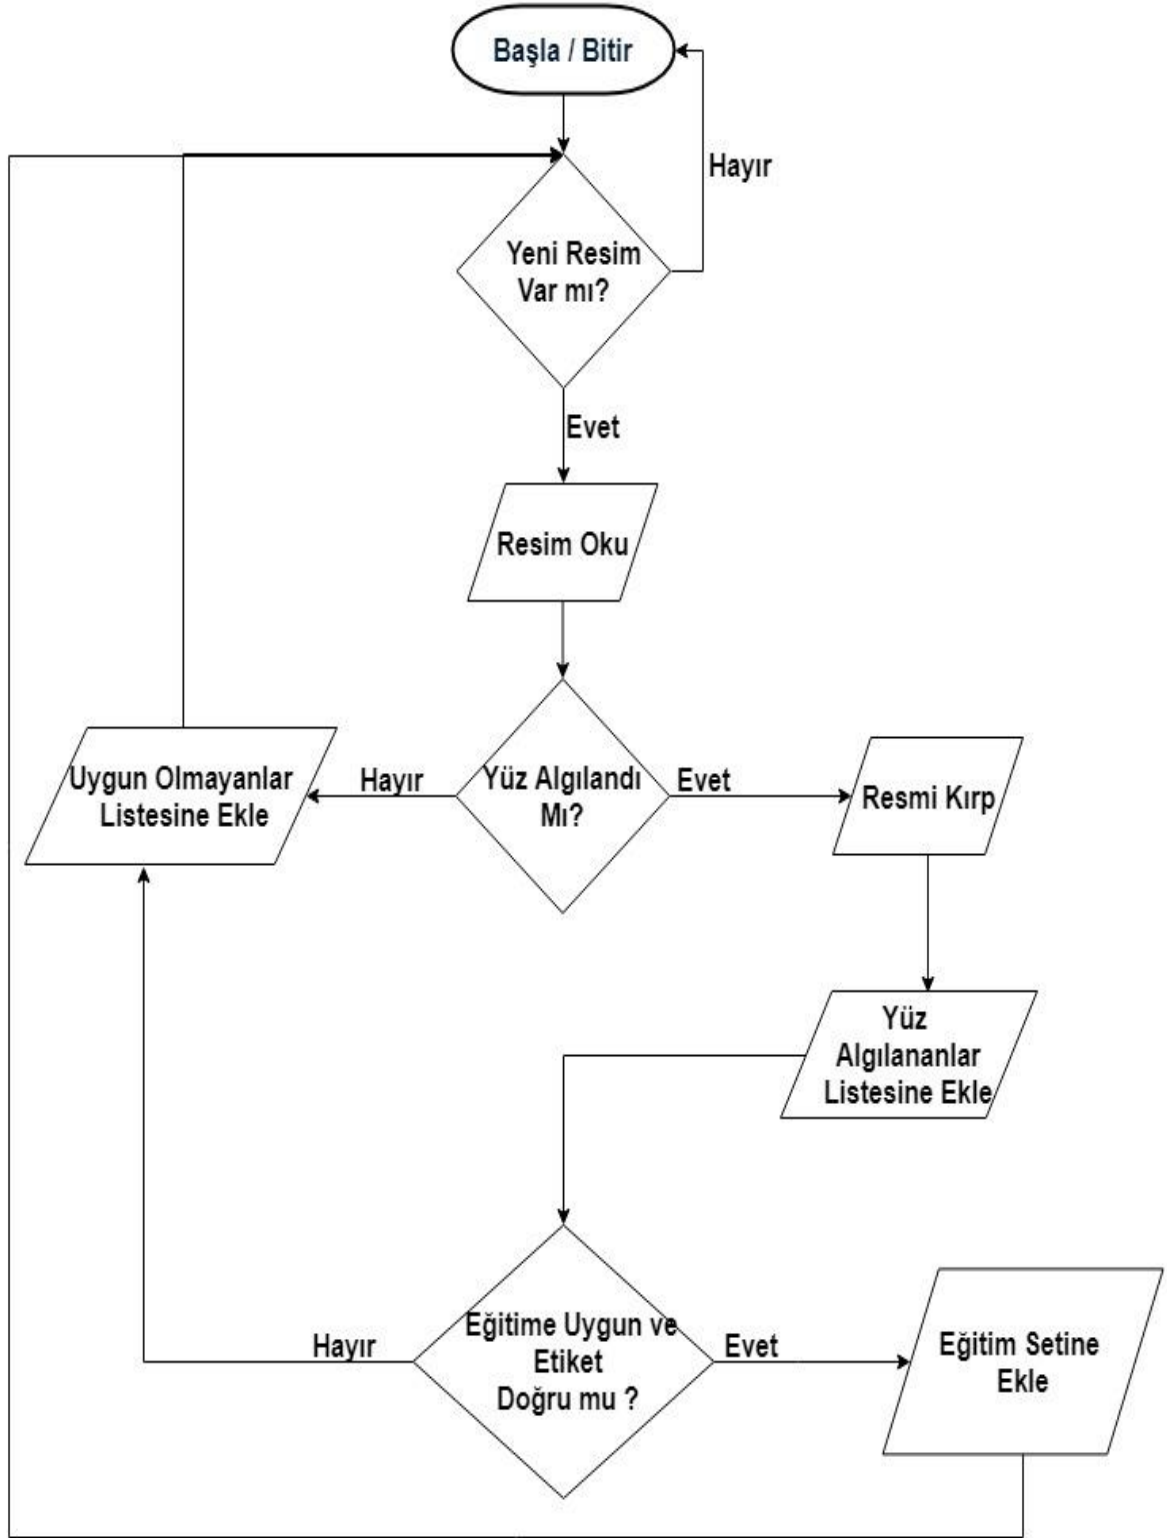 Başla / Bitir
Hayır
Yeni Resim
Var mı?
Evet
Resim Oku
Uygun Olmayanlar
Listesine Ekle
Hayır
Yüz Algılandı
Mı?
Evet
Resmi Kırp
Yüz
Algılananlar
Listesine Ekle
Hayır
Eğitime Uygun ve
Etiket
Doğru mu ?
Evet
Eğitim Setine
Ekle